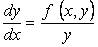 dy/dx = f(x,y)/y